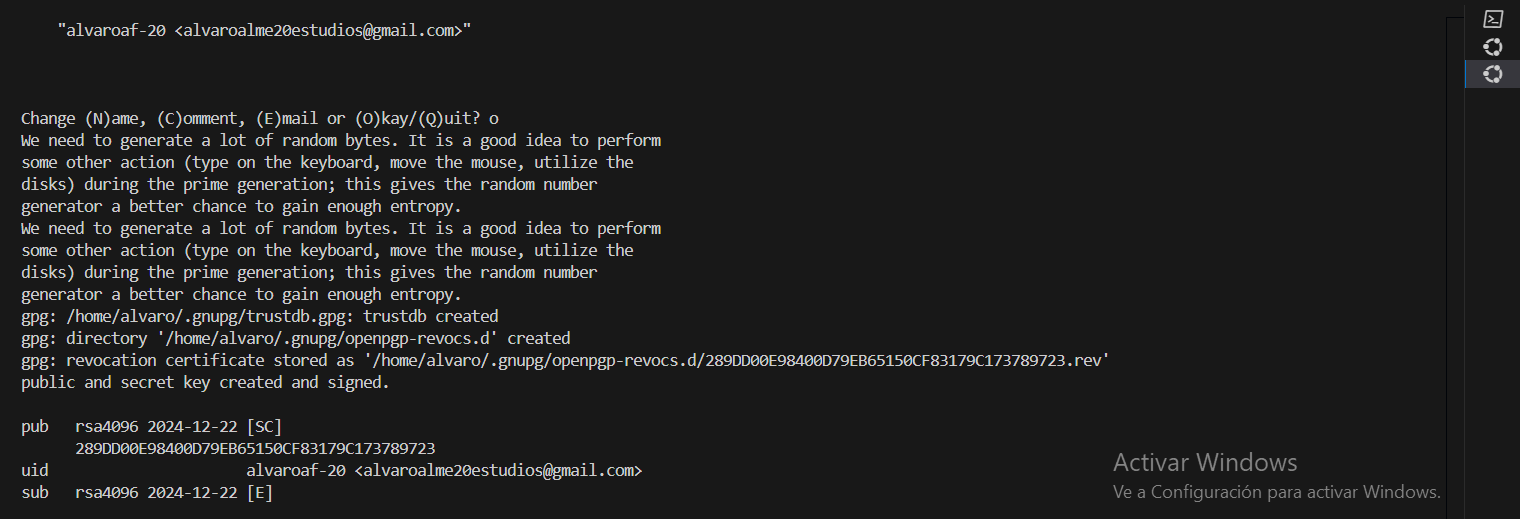 "alvaroaf-20 <alvaroalme20estudios@gmail.com>"
Change (N)ame, (C)omment, (E)mail or (O)kay/(Q)uit? o
We need to generate a lot of random bytes. It is a good idea to perform
some other action (type on the keyboard, move the mouse, utilize the
disks) during the prime generation; this gives the random number
generator a better chance to gain enough entropy.
We need to generate a lot of random bytes. It is a good idea to perform
some other action (type on the keyboard, move the mouse, utilize the
disks) during the prime generation; this gives the random number
generator a better chance to gain enough entropy.
gpg: /home/alvaro/.gnupg/trustdb.gpg: trustdb created
gpg: directory '/home/alvaro/.gnupg/openpgp-revocs.d' created
gpg: revocation certificate stored as '/home/alvaro/.gnupg/openpgp-revocs.d/289DD00E98400D79EB65150CF83179C173789723.rev'
public and secret key created and signed.
pub   rsa4096 2024-12-22 [SC]
      289DD00E98400D79EB65150CF83179C173789723
uid                      alvaroaf-20 <alvaroalme20estudios@gmail.com>
sub   rsa4096 2024-12-22 [E]
Activar Windows
Ve a Configuración para activar Windows.